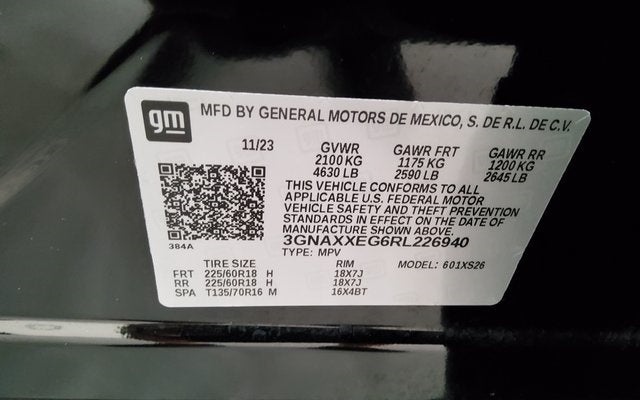 gm
MFD BY GENERAL MOTORS DE MEXICO, S. DE R.L. DE C.V.
11/23 GVWR GAWR FRT GAWR RR
2100 KG 1175 KG 1200 KG
4630 LB 2590 LB 2645 LB
THIS VEHICLE CONFORMS TO ALL
APPLICABLE U.S. FEDERAL MOTOR
VEHICLE SAFETY AND THEFT PREVENTION
STANDARDS IN EFFECT ON THE DATE OF
MANUFACTURE SHOWN ABOVE.
3GNAXXEG6RL226940
384A
TYPE: MPV MODEL: 601XS26
TIRE SIZE RIM
FRT 225/60R18 H 18X7J
RR 225/60R18 H 18X7J
SPA T135/70R16 M 16X4BT